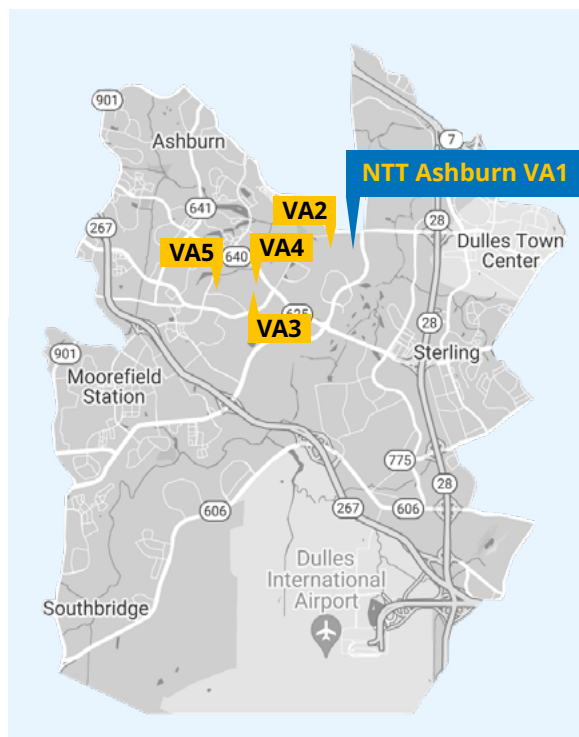 901
Ashburn
7
NTT Ashburn VA1
641
VA2
28
267
VA5
640
VA4
Dulles Town
Center
625
VA3
28
901
Sterling
Moorefield
Station
775
28
606
267
606
Dulles
International
Airport
Southbridge